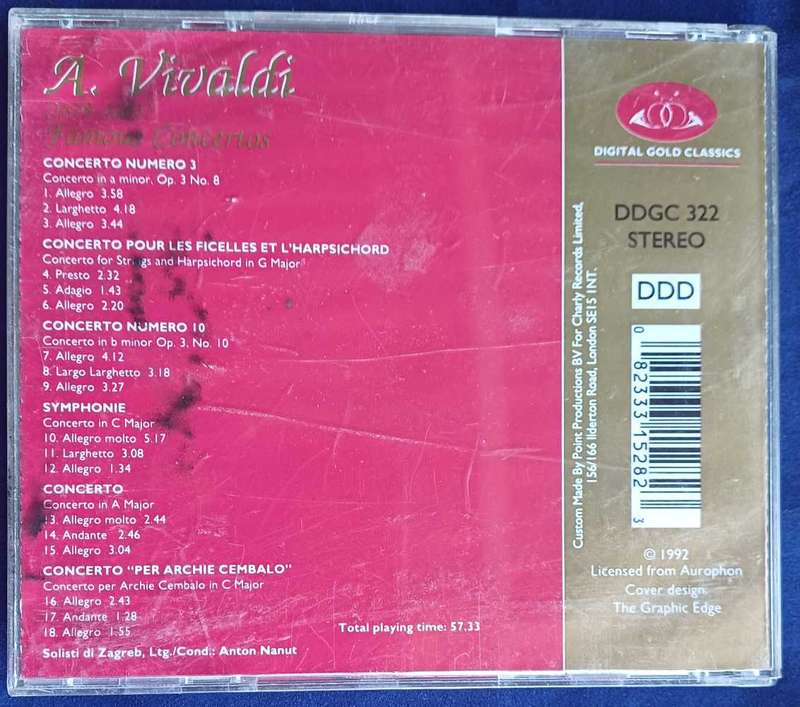 A. Vivaldi
Famous Concertos
CONCERTO NUMERO 3
Concerto in a minor, Op. 3 No. 8
1. Allegro 3.58
2. Larghetto 4.18
3. Allegro 3.44
CONCERTO POUR LES FICELLES ET L'HARPSICHORD
Concerto for Strings and Harpsichord in G Major
4. Presto 2.32
5. Adagio 1.43
6. Allegro 2.20
CONCERTO NUMERO 10
Concerto in b minor Op. 3, No. 10
7. Allegro 4.12
8. Largo Larghetto 3.18
9. Allegro 3.27
SYMPHONIE
Concerto in C Major
10. Allegro molto 5.17
11. Larghetto 3.08
12. Allegro 1.34
CONCERTO
Concerto in A Major
13. Allegro molto 2.44
14. Andante 2.46
15. Allegro 3.04
CONCERTO "PER ARCHIE CEMBALO"
Concerto per Archie Cembalo in C Major
16. Allegro 2.43
17. Andante 1.28
18. Allegro 1.55
Total playing time: 57.33
Solisti di Zagreb, Ltg./Cond.: Anton Nanut
DIGITAL GOLD CLASSICS
DDGC 322
STEREO
DDD
Custom Made By Point Productions BV For Charly Records Limited,
156/166 Ilderton Road, London SE15 1NT.
0 82333 15282 3
© 1992
Licensed from Aurophon
Cover design:
The Graphic Edge